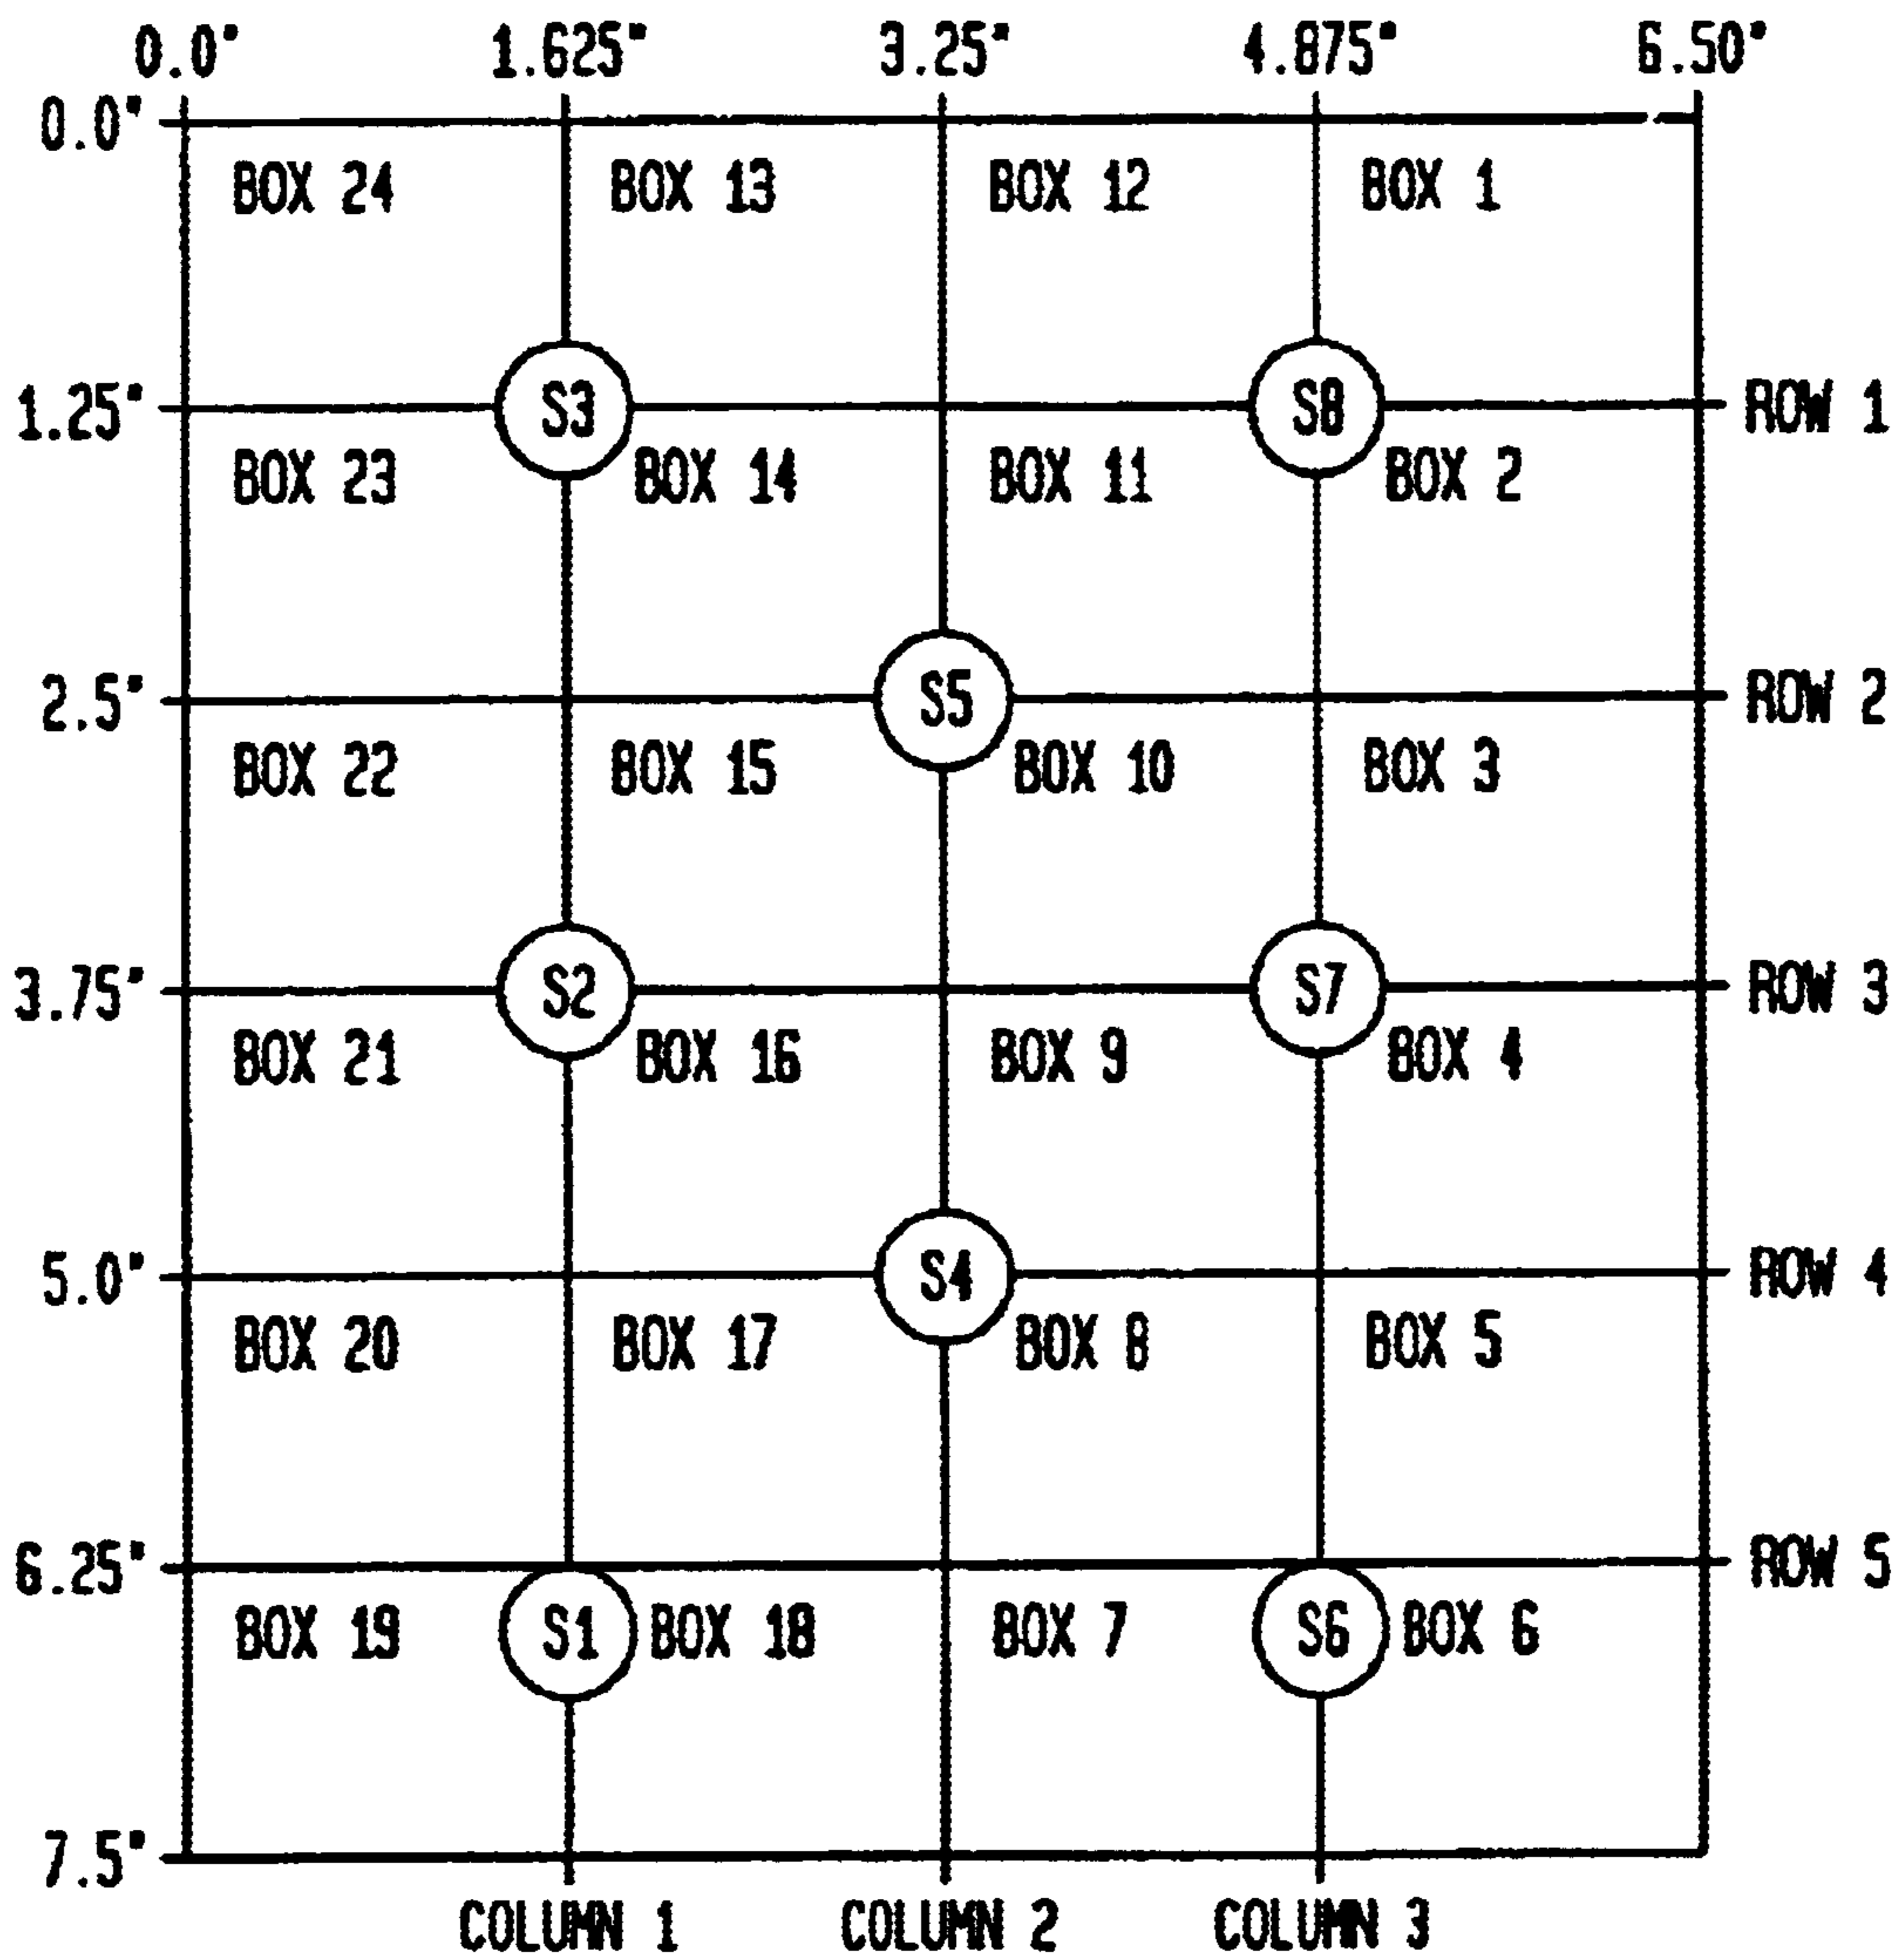 0.0" 1.625" 3.25" 4.875" 6.50"
0.0"
BOX 24 BOX 13 BOX 12 BOX 1
1.25" S3 S8 ROW 1
BOX 23 BOX 14 BOX 11 BOX 2
2.5" S5 ROW 2
BOX 22 BOX 15 BOX 10 BOX 3
3.75" S2 S7 ROW 3
BOX 21 BOX 16 BOX 9 BOX 4
5.0" S4 ROW 4
BOX 20 BOX 17 BOX 8 BOX 5
6.25" ROW 5
BOX 19 S1 BOX 18 BOX 7 S6 BOX 6
7.5"
COLUMN 1 COLUMN 2 COLUMN 3